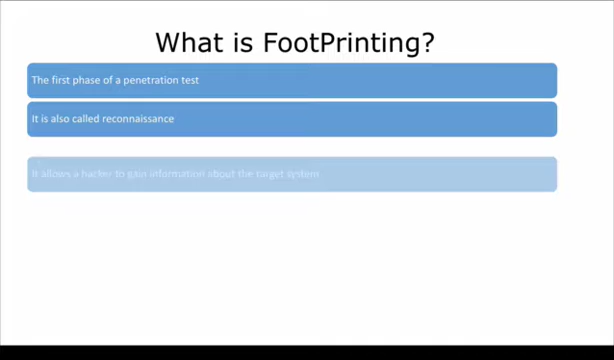 What is FootPrinting?
The first phase of a penetration test
It is also called reconnaissance
It allows a hacker to gain information about the target system